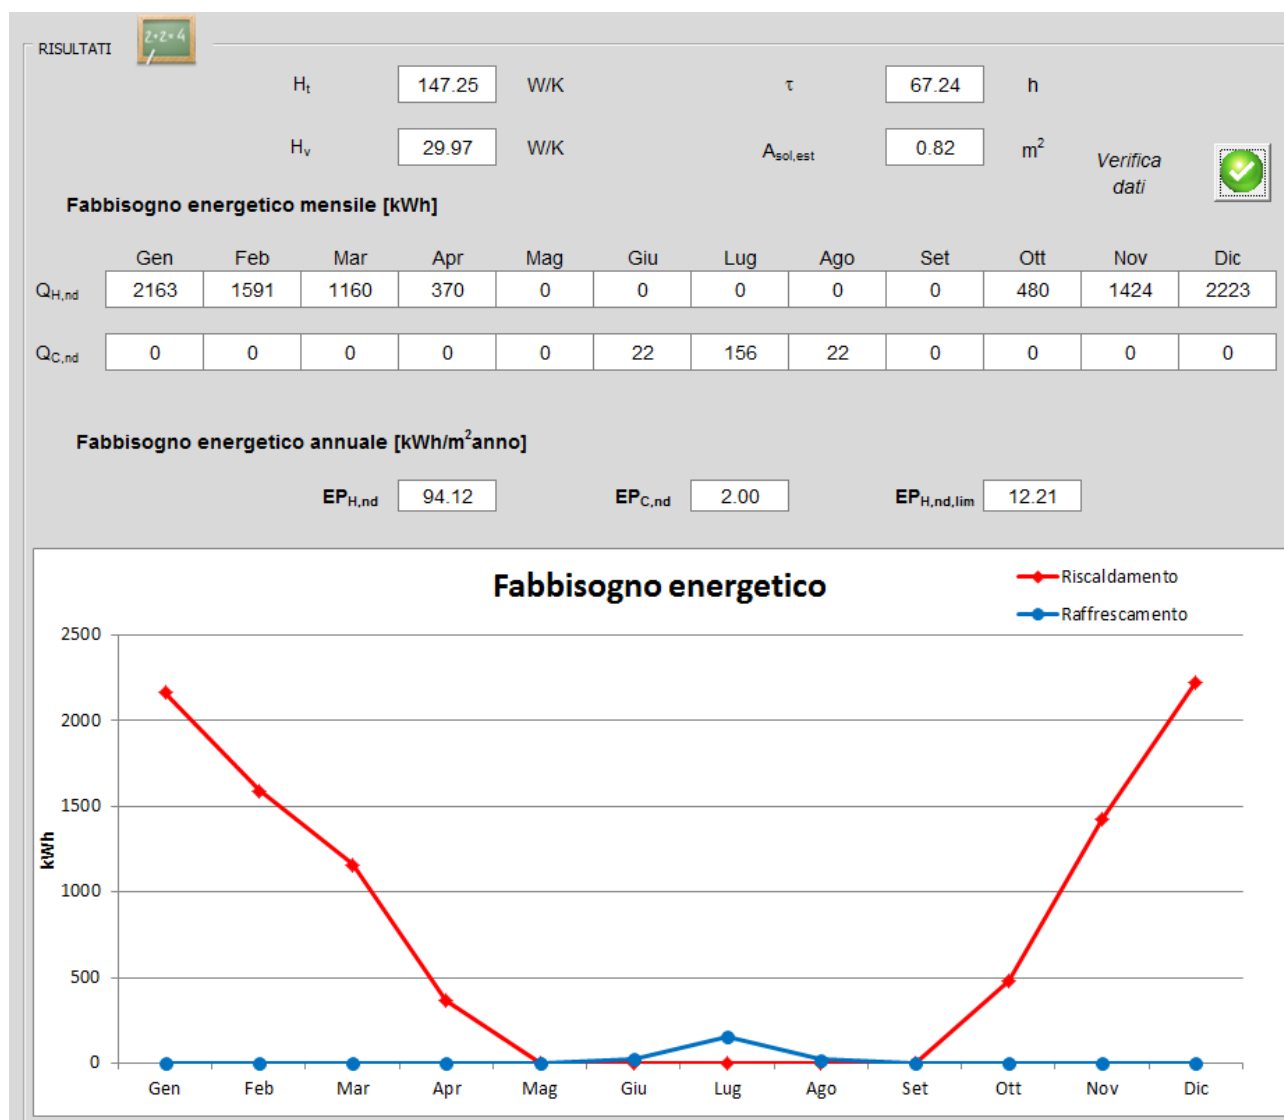 RISULTATI
2+2=4
Ht 147.25 W/K τ 67.24 h
Hv 29.97 W/K Asol,est 0.82 m²
Verifica
dati
Fabbisogno energetico mensile [kWh]
Gen Feb Mar Apr Mag Giu Lug Ago Set Ott Nov Dic
QH,nd 2163 1591 1160 370 0 0 0 0 0 480 1424 2223
QC,nd 0 0 0 0 0 22 156 22 0 0 0 0
Fabbisogno energetico annuale [kWh/m²anno]
EPH,nd 94.12 EPC,nd 2.00 EPH,nd,lim 12.21
Fabbisogno energetico
Riscaldamento
Raffrescamento
kWh
2500
2000
1500
1000
500
0
Gen Feb Mar Apr Mag Giu Lug Ago Set Ott Nov Dic